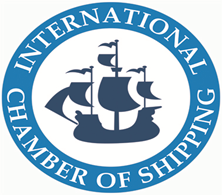 INTERNATIONAL
CHAMBER OF SHIPPING